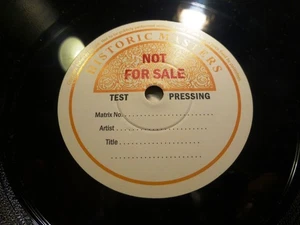 HISTORIC MASTERS
NOT
FOR SALE
TEST PRESSING
Matrix No. . . . . . . . . . . . . . . . . . . . . .
Artist . . . . . . . . . . . . . . . . . . . . . . .
Title . . . . . . . . . . . . . . . . . . . . .
. . . . . . . . . . . . . . . . . . . . . . .